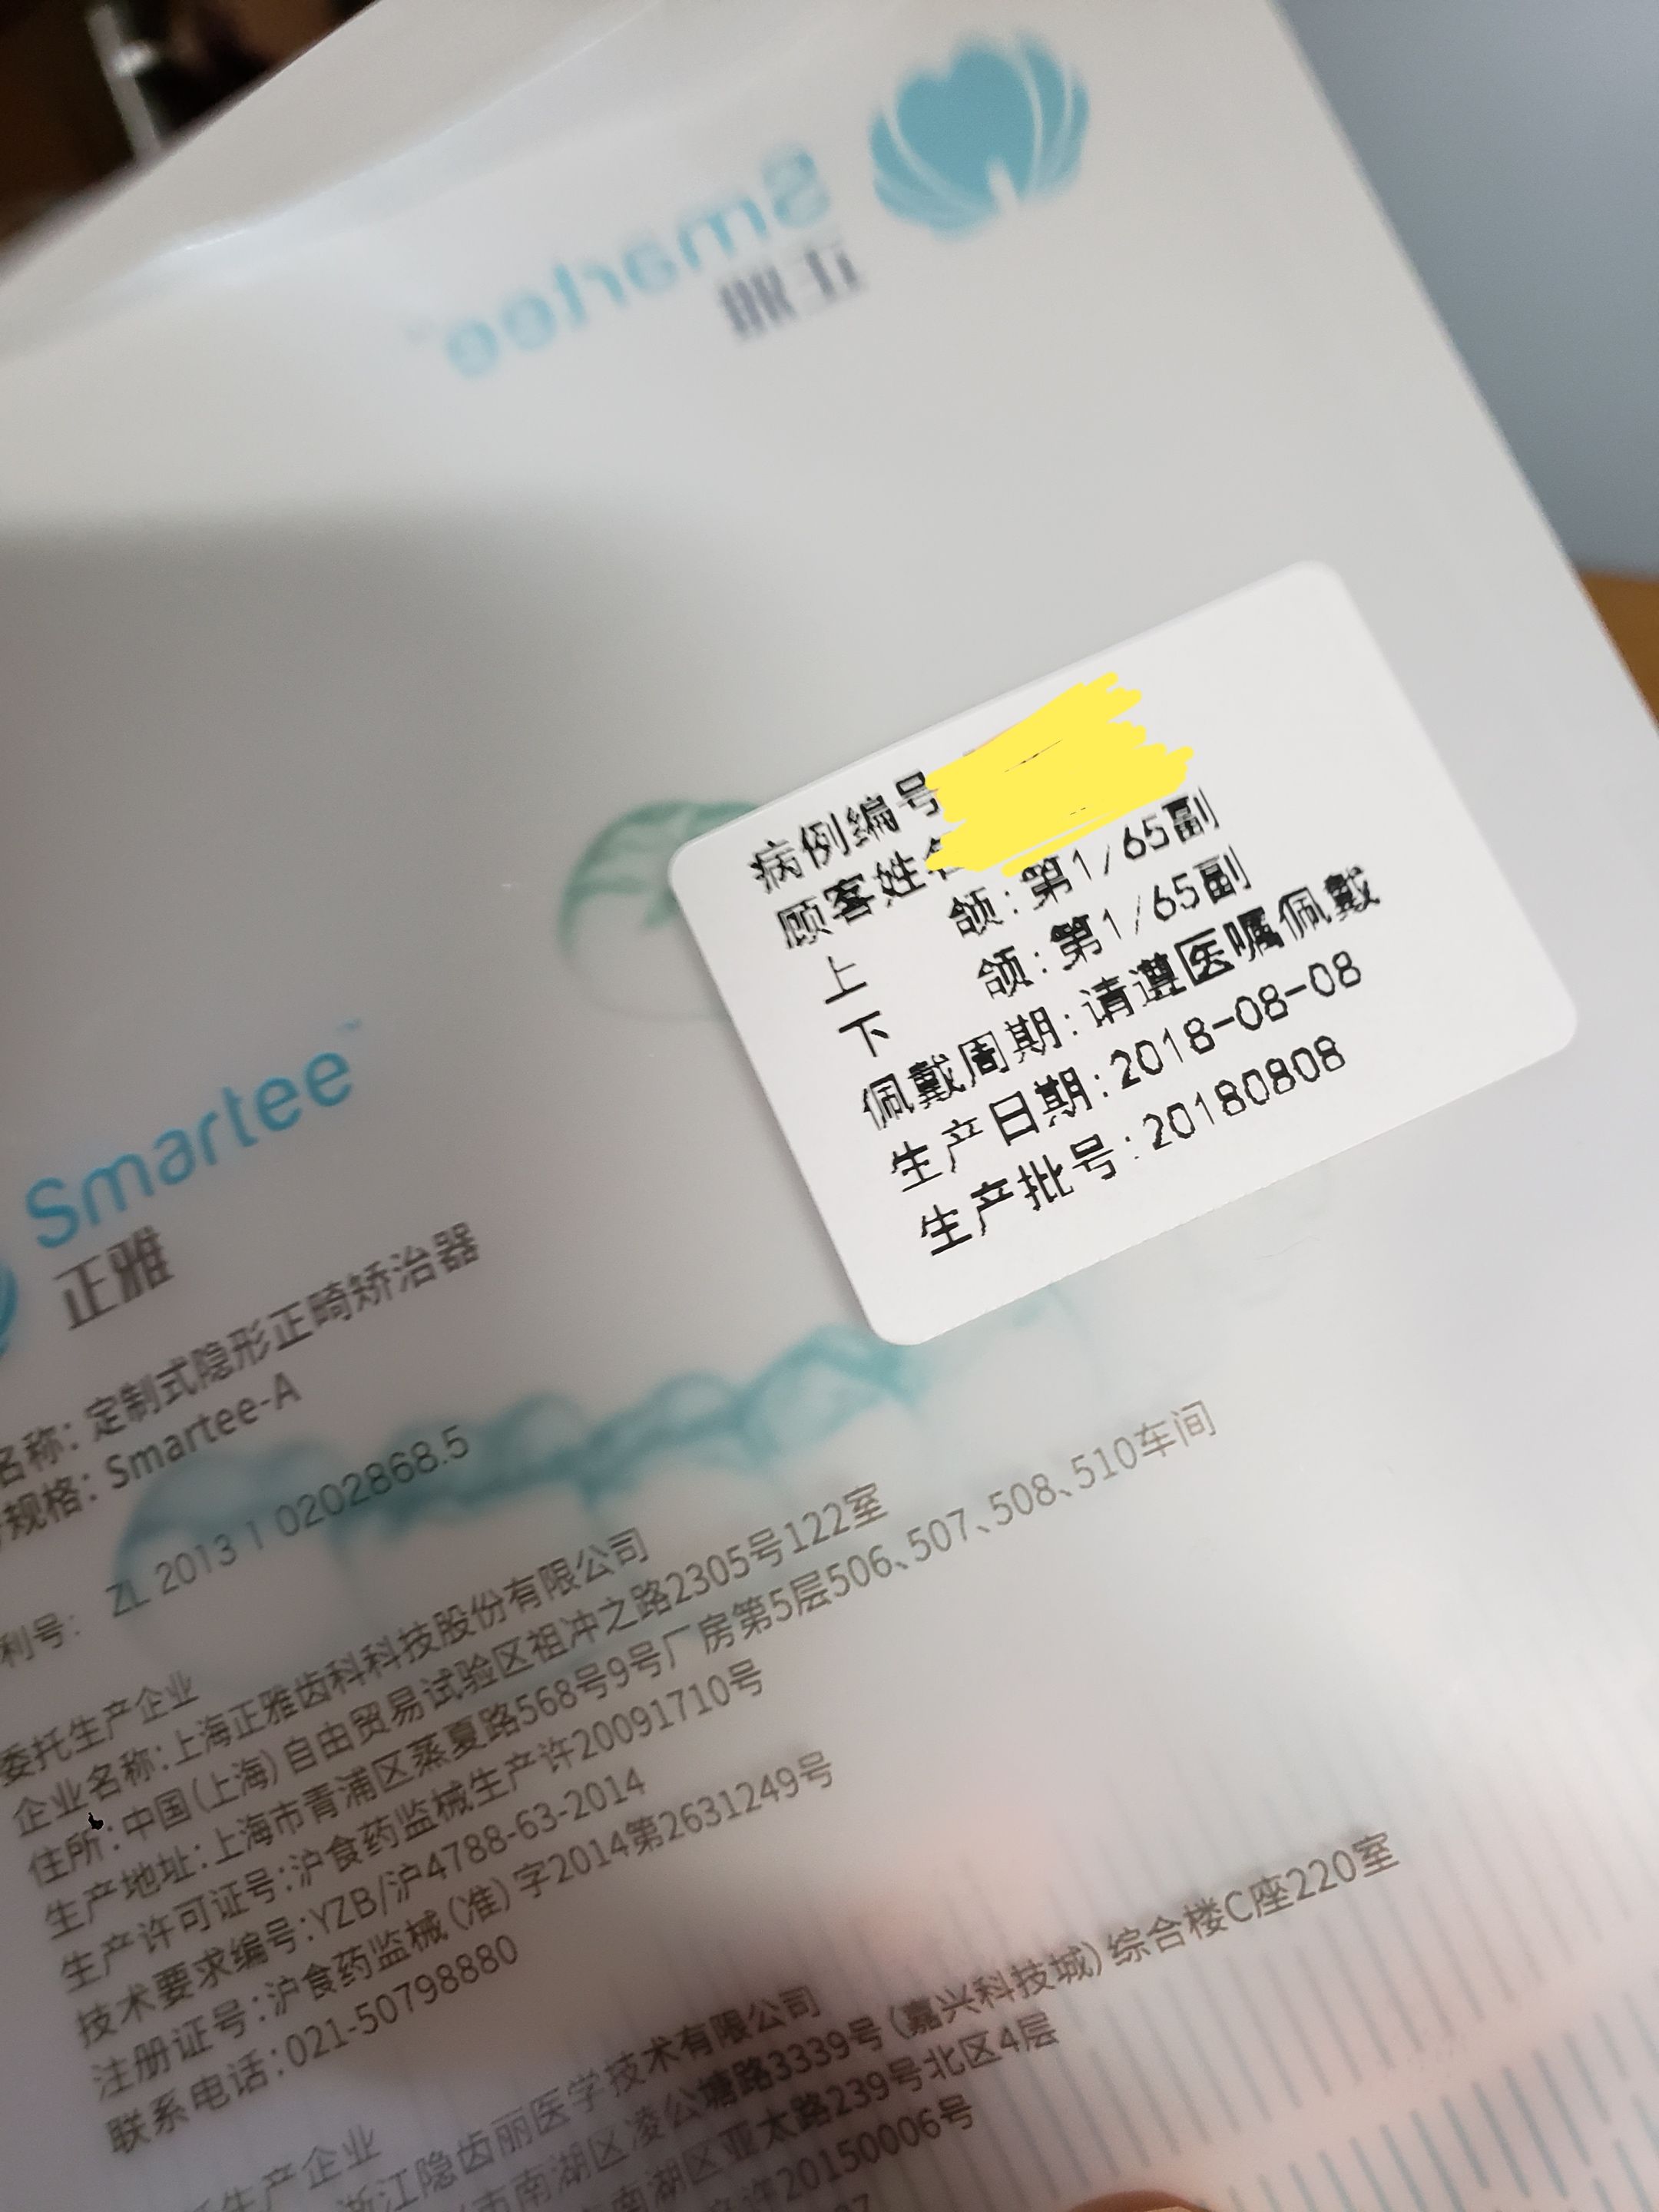 Smartee
正雅
病例编号
顾客姓名
上 颌:第1/65副
下 颌:第1/65副
佩戴周期:请遵医嘱佩戴
生产日期:2018-08-08
生产批号:20180808
Smartee™
正雅
名称:定制式隐形正畸矫治器
规格:Smartee-A
利号: ZL 2013 1 0202868.5
委托生产企业
企业名称:上海正雅齿科科技股份有限公司
住所:中国(上海)自由贸易试验区祖冲之路2305号122室
生产地址:上海市青浦区蒸夏路568号9号厂房第5层506、507、508、510车间
生产许可证号:沪食药监械生产许20091710号
技术要求编号:YZB/沪4788-63-2014
注册证号:沪食药监械(准)字2014第2631249号
联系电话:021-50798880
生产企业
浙江隐齿丽医学技术有限公司
市南湖区凌公塘路3339号(嘉兴科技城)综合楼C座220室
南湖区亚太路239号北区4层
许20150006号